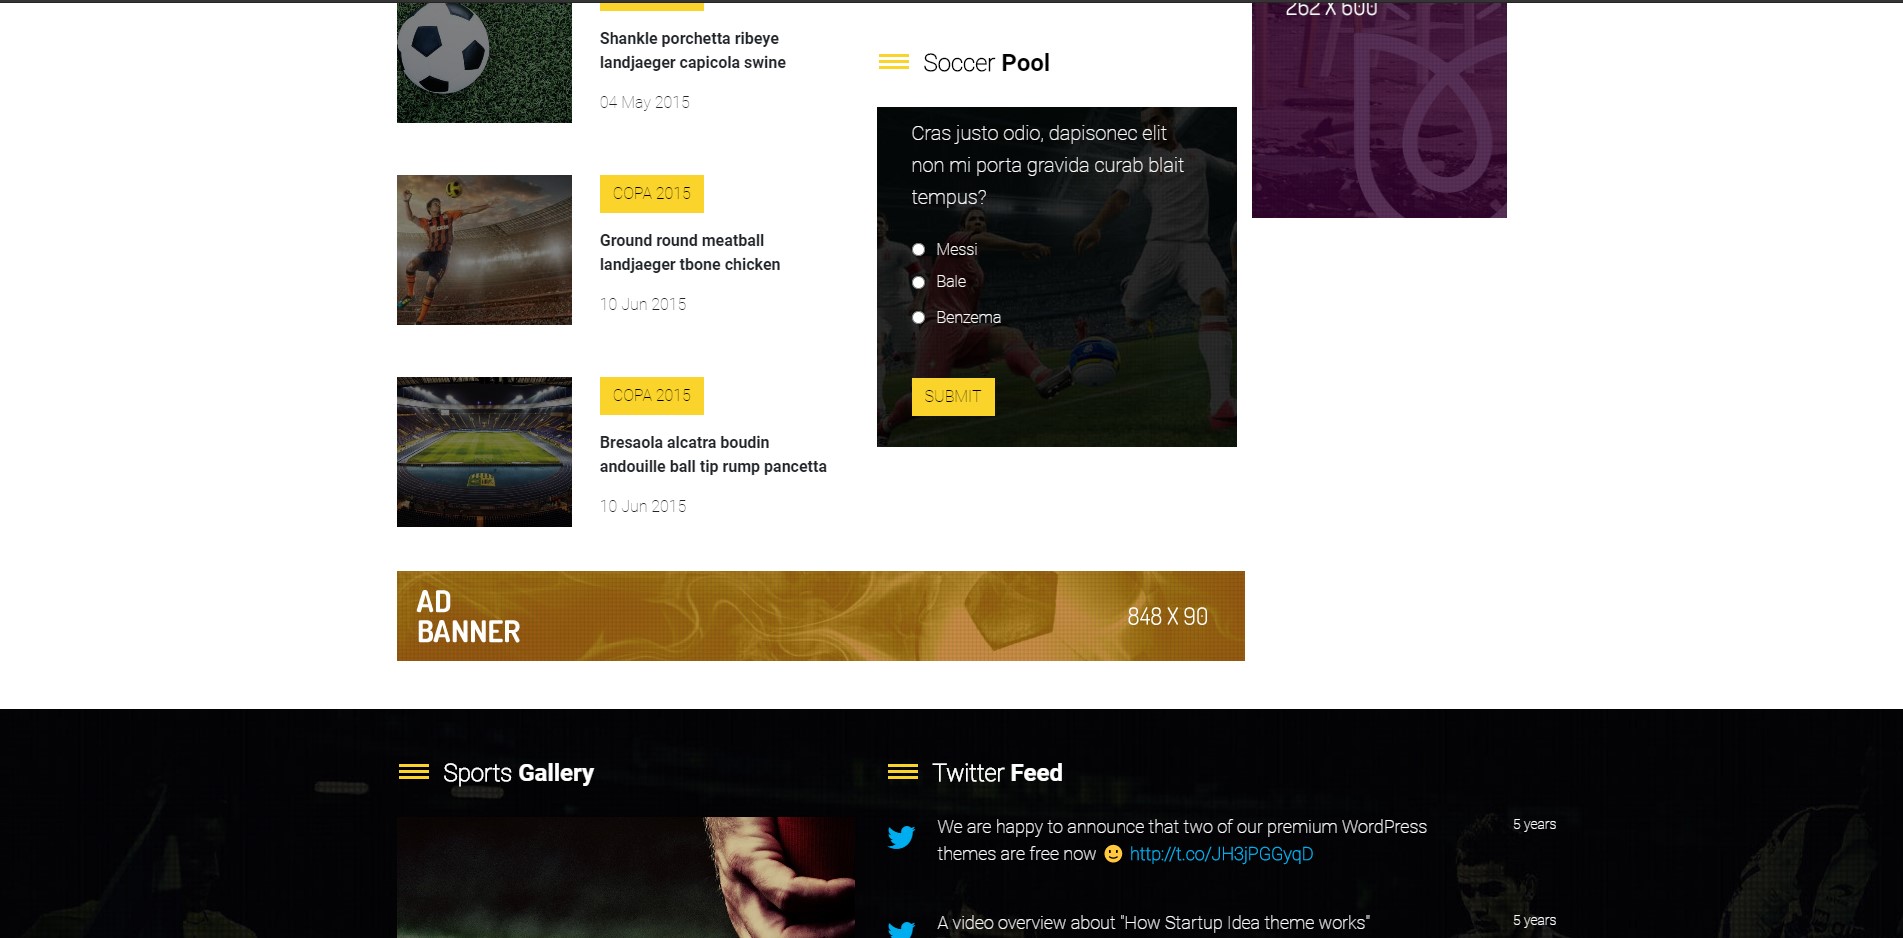 Shankle porchetta ribeye
landjaeger capicola swine
04 May 2015
COPA 2015
Ground round meatball
landjaeger tbone chicken
10 Jun 2015
COPA 2015
Bresaola alcatra boudin
andouille ball tip rump pancetta
10 Jun 2015
Soccer Pool
Cras justo odio, dapisonec elit
non mi porta gravida curab blait
tempus?
Messi
Bale
Benzema
SUBMIT
262 X 600
AD
BANNER
848 X 90
Sports Gallery
Twitter Feed
We are happy to announce that two of our premium WordPress
themes are free now 🙂 http://t.co/JH3jPGGyqD
5 years
A video overview about "How Startup Idea theme works"
5 years